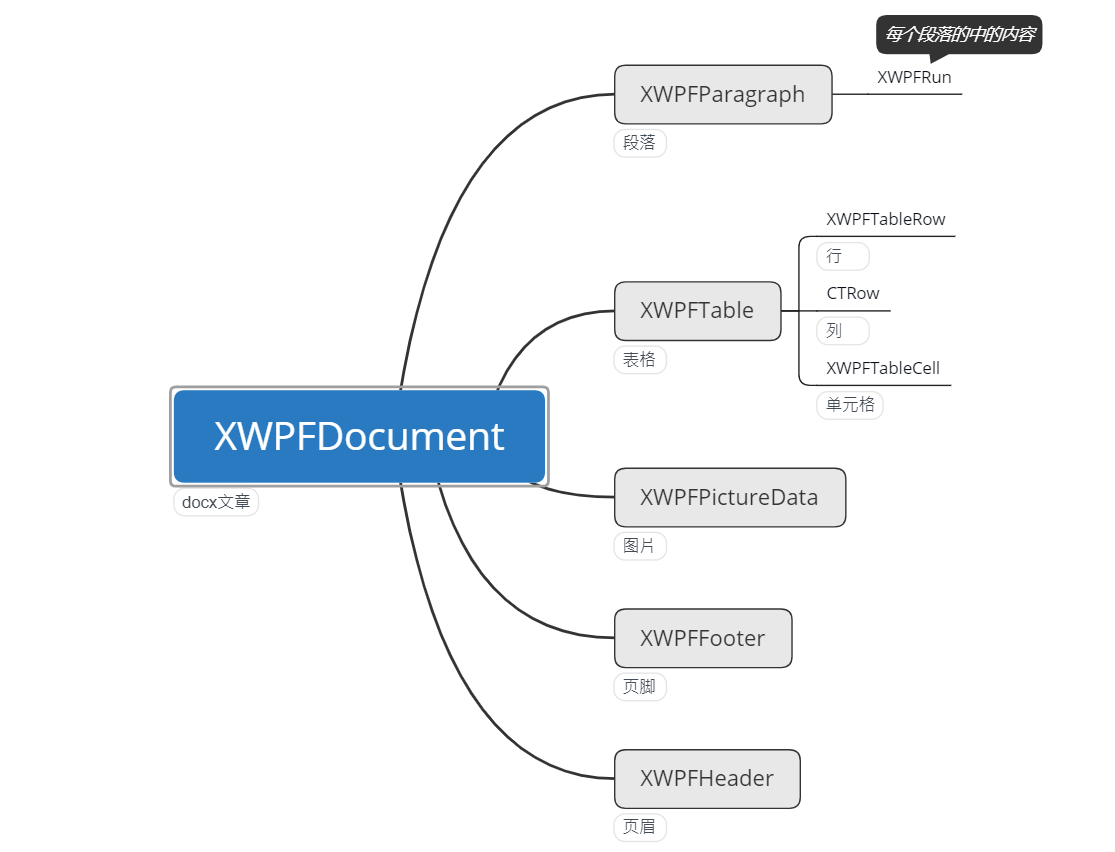 每个段落的中的内容
XWPFRun
XWPFParagraph
段落
XWPFTableRow
行
CTRow
列
XWPFTable
表格
XWPFTableCell
单元格
XWPFDocument
docx文章
XWPFPictureData
图片
XWPFFooter
页脚
XWPFHeader
页眉